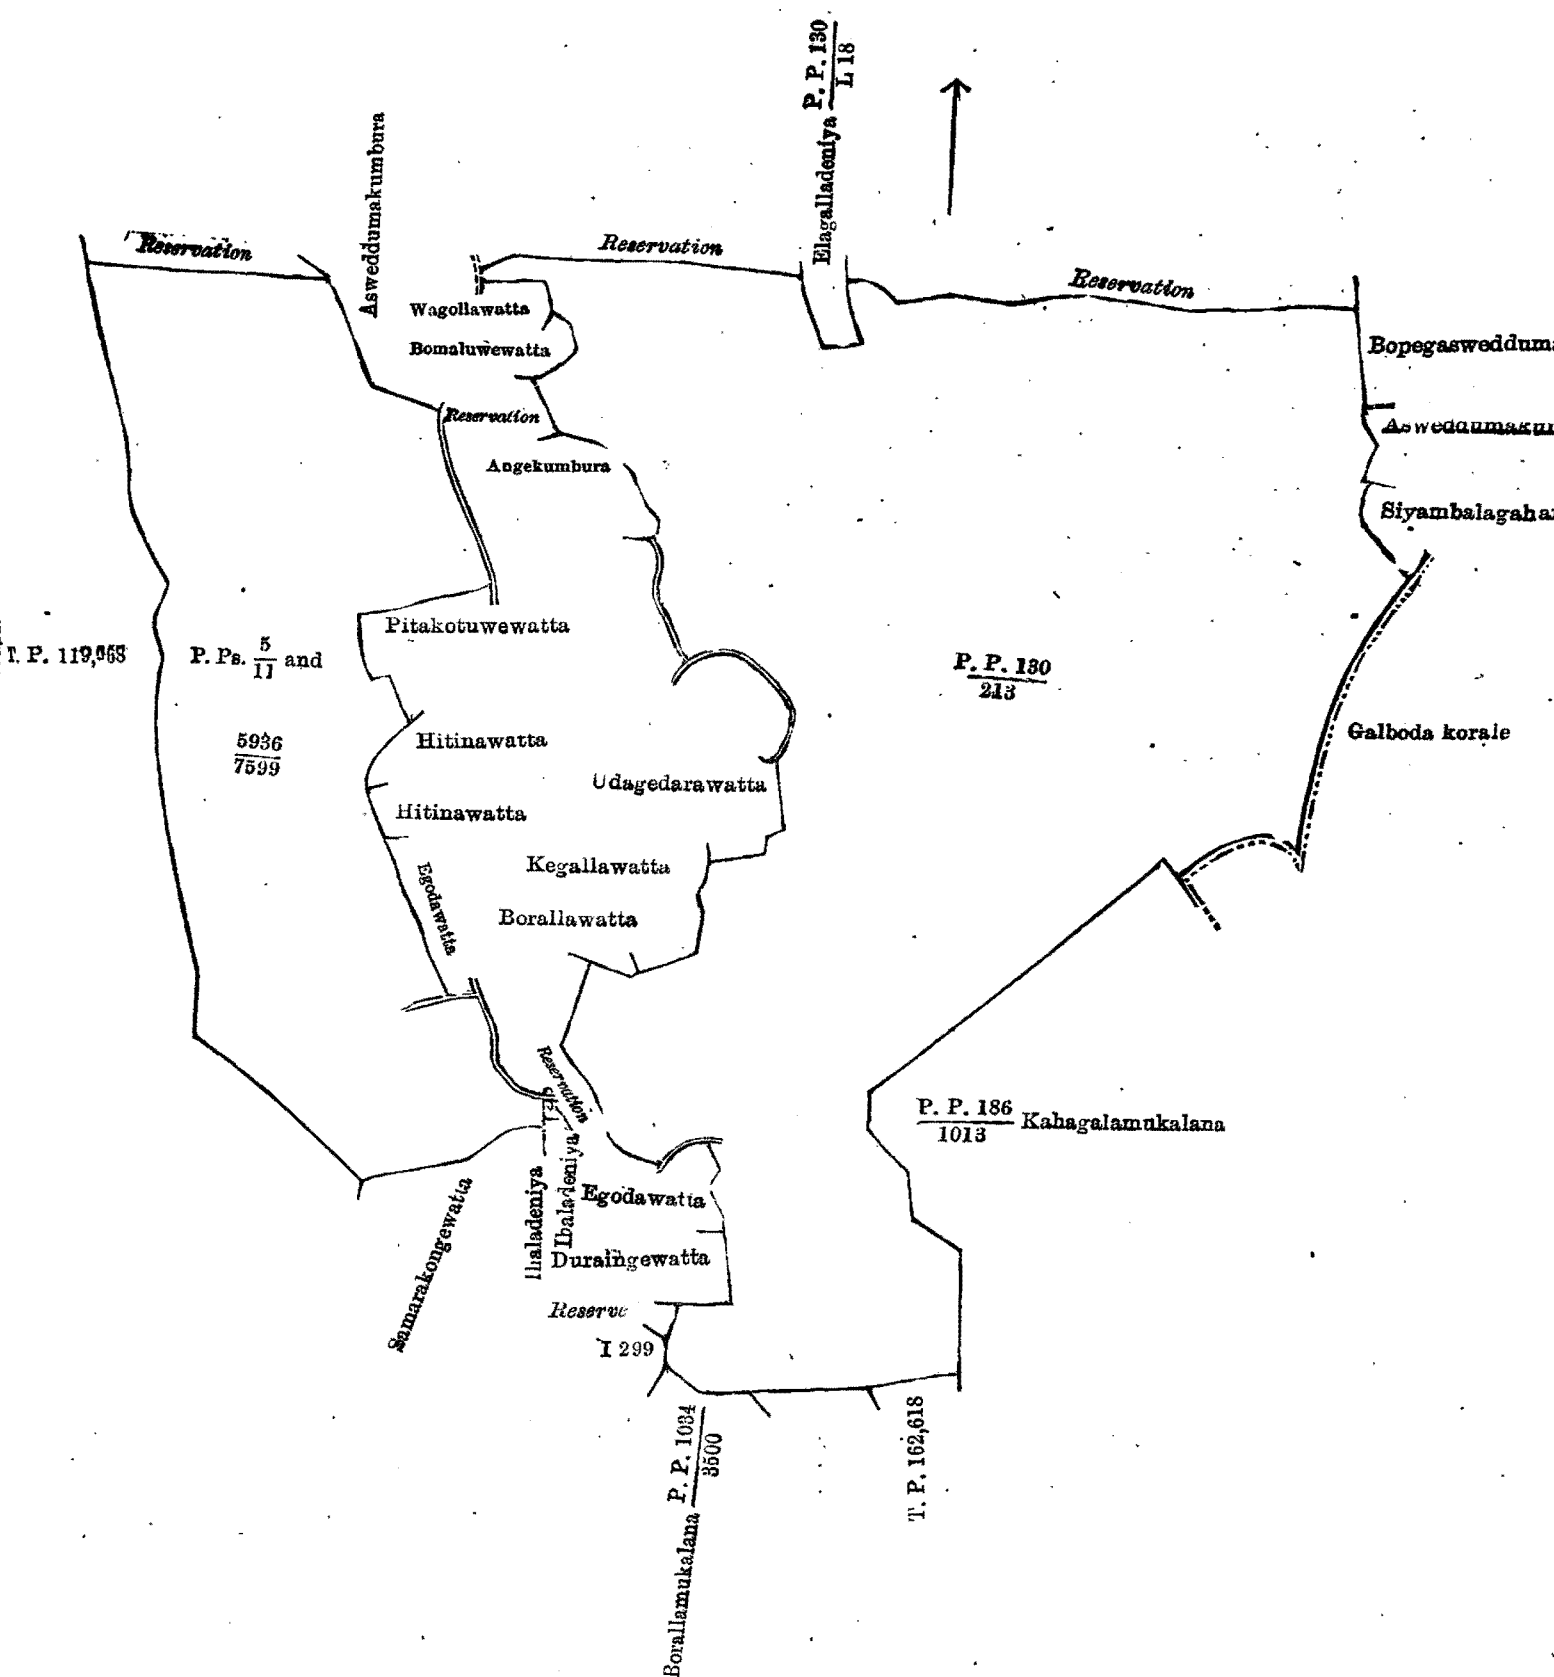 Elagalladeniya P. P. 130
L 18
Asweddumakumbura
Reservation
Reservation
Reservation
Wagollawatta
Bomaluwewatta
Bopegasweddum
Reservation
Angekumbura
Siyambalagaha
Pitakotuwewatta
T. P. 119,
P. Ps. 5/11 and
P. P. 130
213
5936
7599
Hitinawatta
Galboda korale
Udagedarawatta
Hitinawatta
Egodawatta
Kegallawatta
Borallawatta
Reservation
P. P. 186
1013
Kahagalamukalana
Ihaladeniya
Ihaladeniya
Egodawatta
Samarakongewatta
Duraingewatta
Reserve
I 299
Borallamukalana P. P. 1034
3500
T. P. 162,618